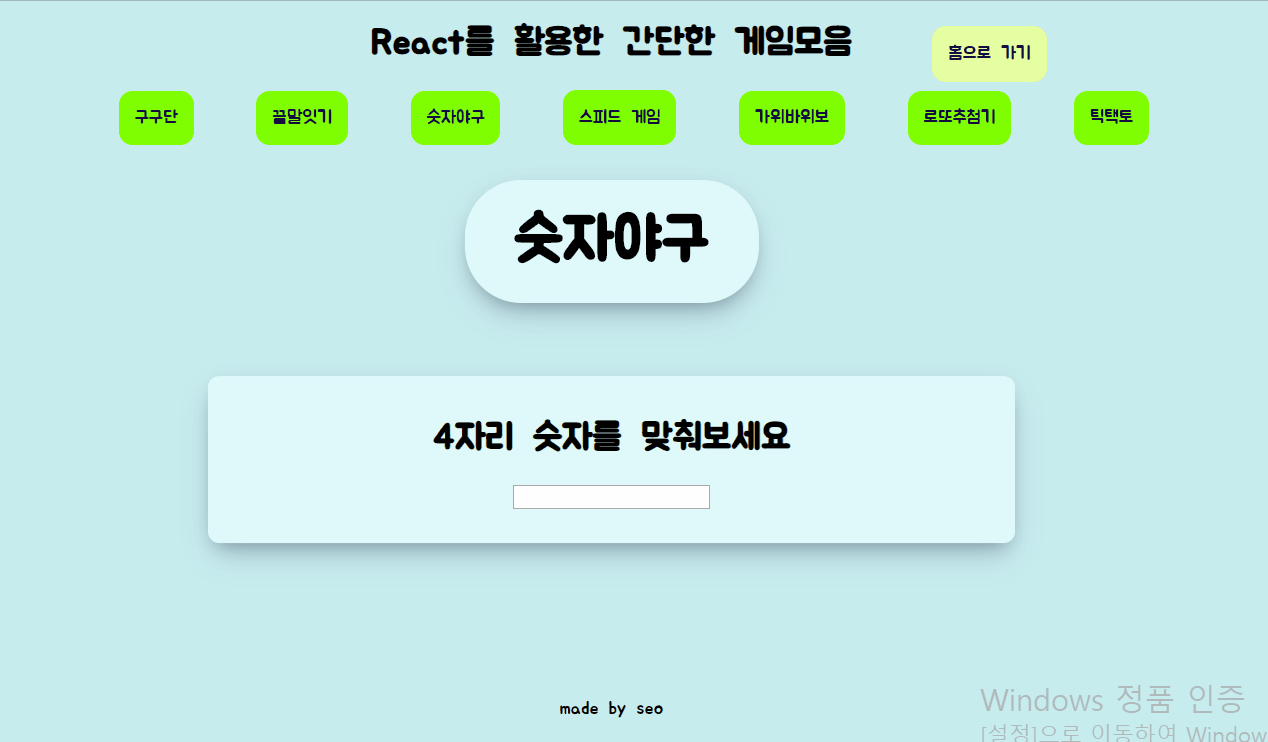 React를 활용한 간단한 게임모음
홈으로 가기
구구단 끝말잇기 숫자야구 스피드 게임 가위바위보 로또추첨기 틱택토
숫자야구
4자리 숫자를 맞춰보세요
made by seo
Windows 정품 인증
[설정]으로 이동하여 Window